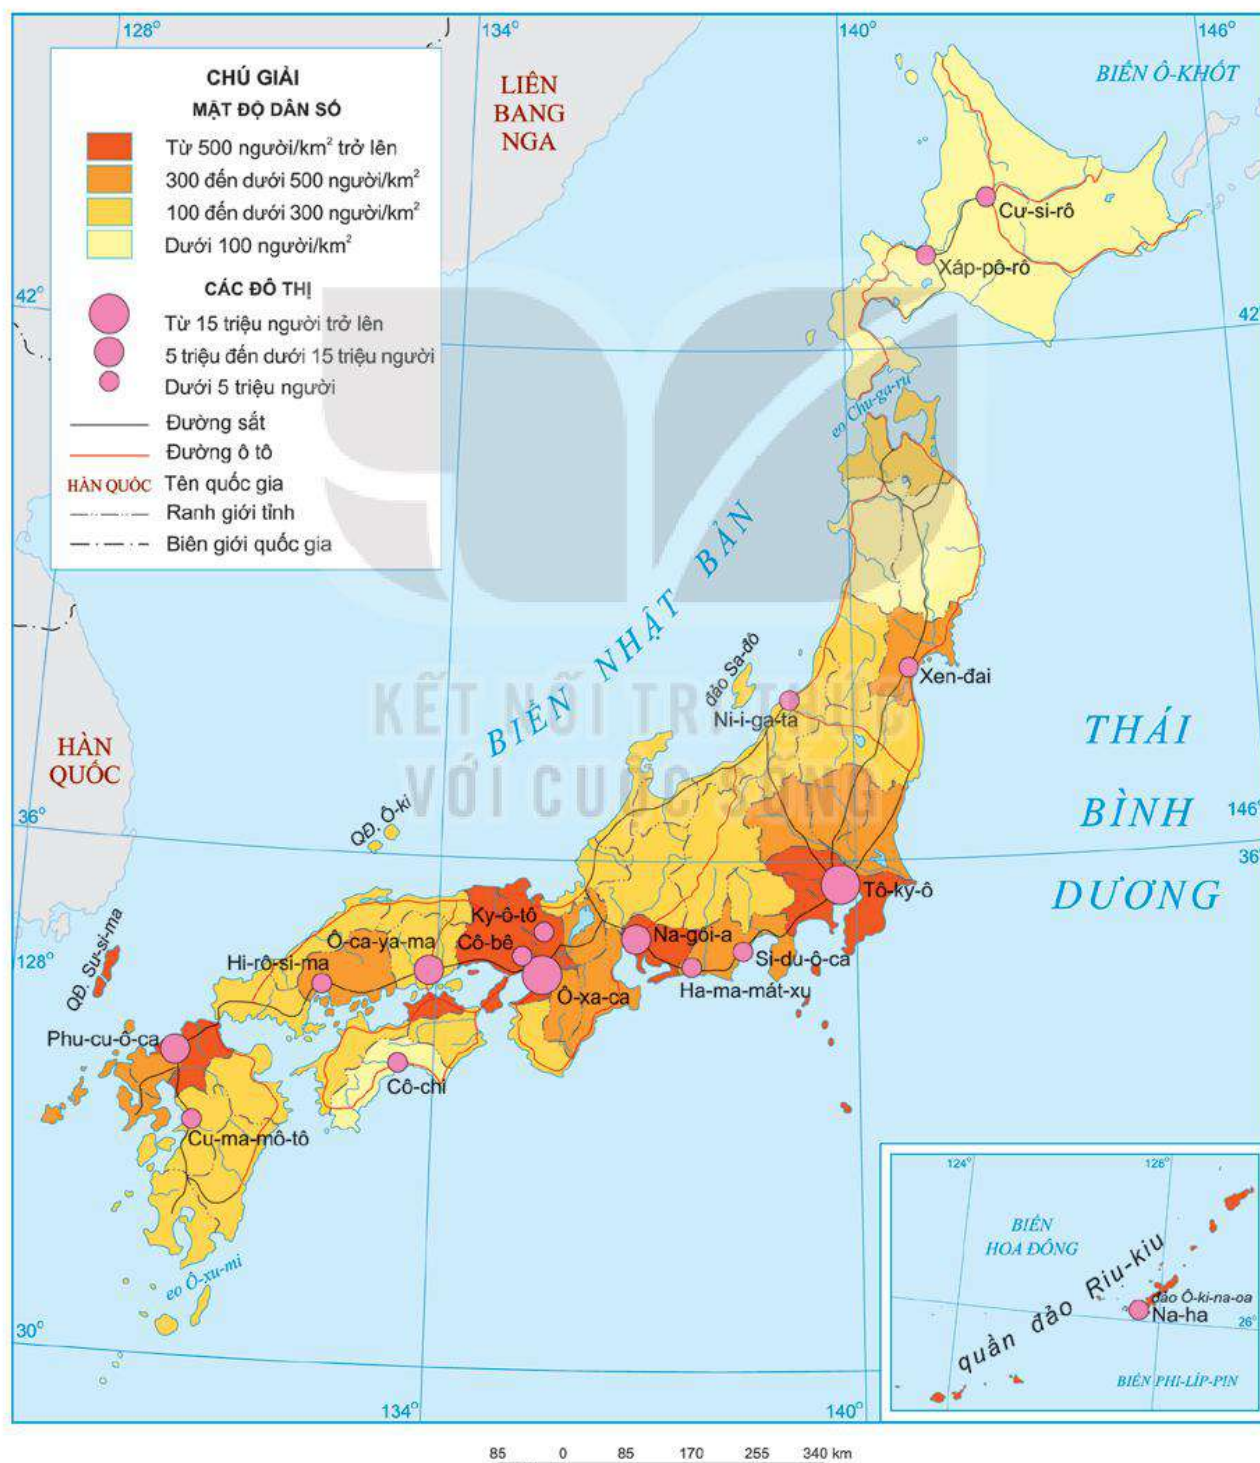 128°
134°
140°
146°
CHÚ GIẢI
MẬT ĐỘ DÂN SỐ
Từ 500 người/km² trở lên
300 đến dưới 500 người/km²
100 đến dưới 300 người/km²
Dưới 100 người/km²
CÁC ĐÔ THỊ
Từ 15 triệu người trở lên
5 triệu đến dưới 15 triệu người
Dưới 5 triệu người
Đường sắt
Đường ô tô
HÀN QUỐC Tên quốc gia
Ranh giới tỉnh
Biên giới quốc gia
LIÊN
BANG
NGA
BIỂN Ô-KHỐT
Cư-si-rô
Xáp-pô-rô
42°
42°
eo Chu-ga-ru
BIỂN NHẬT BẢN
Xen-đai
đảo Sa-đô
Ni-i-ga-ta
KẾT NỐI TRI THỨC
VỚI CUỘC SỐNG
HÀN
QUỐC
THÁI
BÌNH
DƯƠNG
36°
146°
36°
QĐ. Ô-ki
Tô-ky-ô
Ky-ô-tô
Cô-bê
Na-gôi-a
Ô-ca-ya-ma
Si-du-ô-ca
Hi-rô-si-ma
Ha-ma-mát-xu
Ô-xa-ca
QĐ. Su-si-ma
128°
Phu-cu-ô-ca
Cô-chi
Cu-ma-mô-tô
eo Ô-xu-mi
30°
134°
140°
124°
128°
BIỂN
HOA ĐÔNG
quần đảo Riu-kiu
đảo Ô-ki-na-oa
Na-ha
26°
BIỂN PHI-LÍP-PIN
85 0 85 170 255 340 km